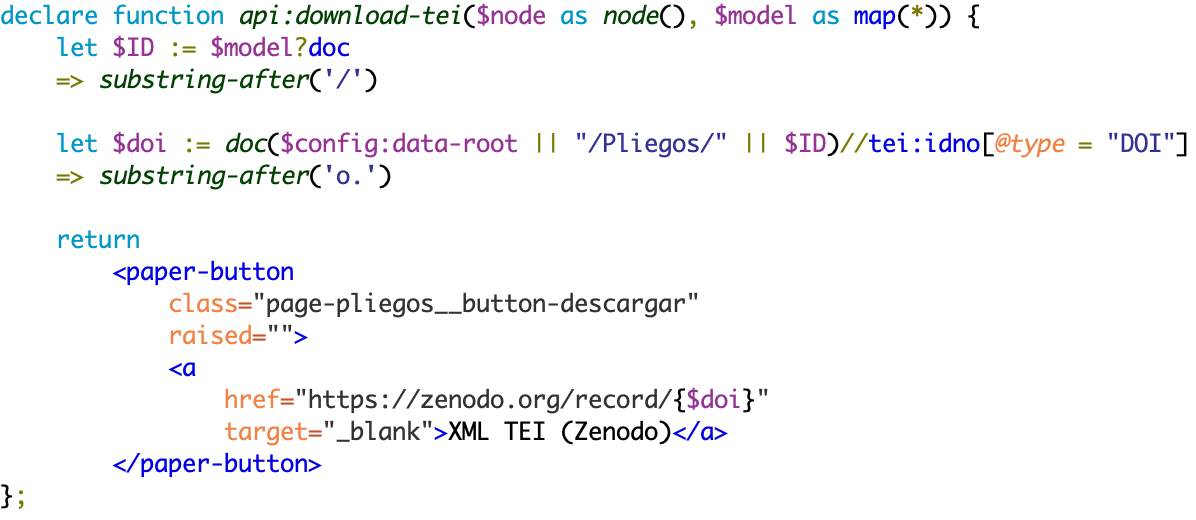 declare function api:download-tei($node as node(), $model as map(*)) {
    let $ID := $model?doc
    => substring-after('/')

    let $doi := doc($config:data-root || "/Pliegos/" || $ID)//tei:idno[@type = "DOI"]
    => substring-after('o.')

    return
        <paper-button
            class="page-pliegos__button-descargar"
            raised="">
            <a
                href="https://zenodo.org/record/{$doi}"
                target="_blank">XML TEI (Zenodo)</a>
        </paper-button>
};